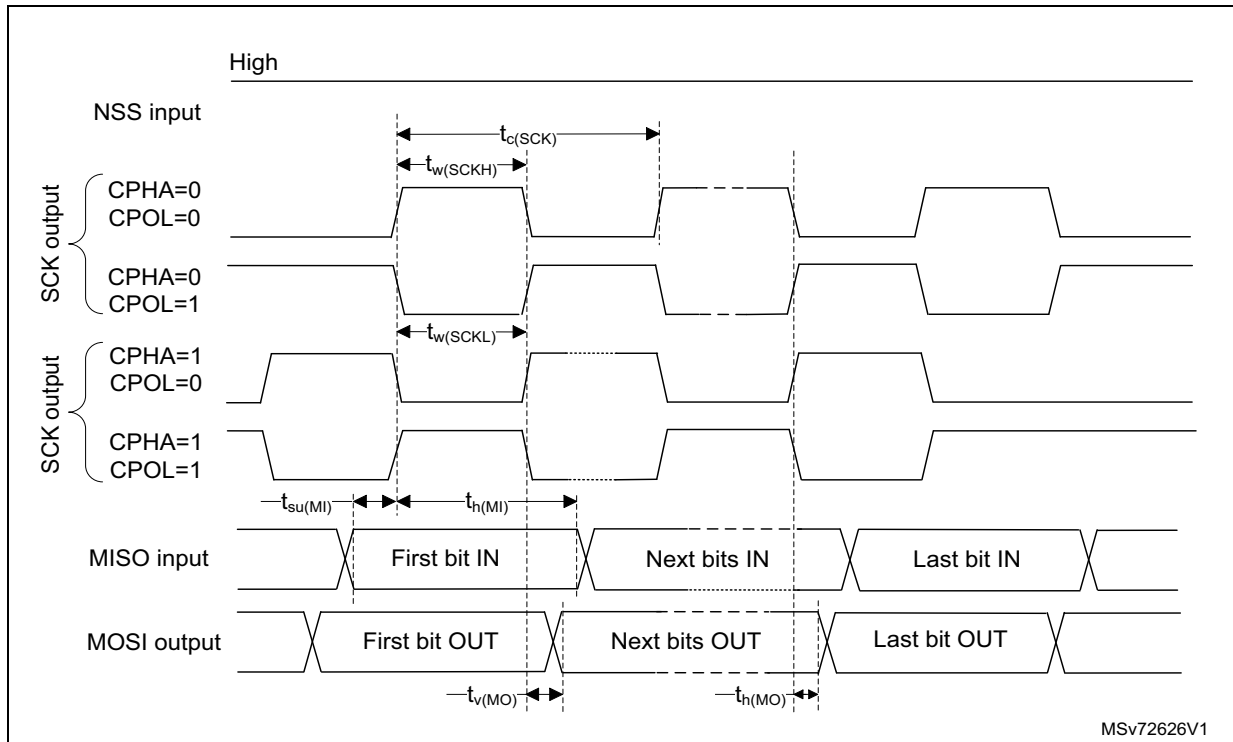 High
NSS input
tc(SCK)
tw(SCKH)
SCK output
CPHA=0
CPOL=0
CPHA=0
CPOL=1
tw(SCKL)
SCK output
CPHA=1
CPOL=0
CPHA=1
CPOL=1
tsu(MI)
th(MI)
MISO input
First bit IN
Next bits IN
Last bit IN
MOSI output
First bit OUT
Next bits OUT
Last bit OUT
tv(MO)
th(MO)
MSv72626V1